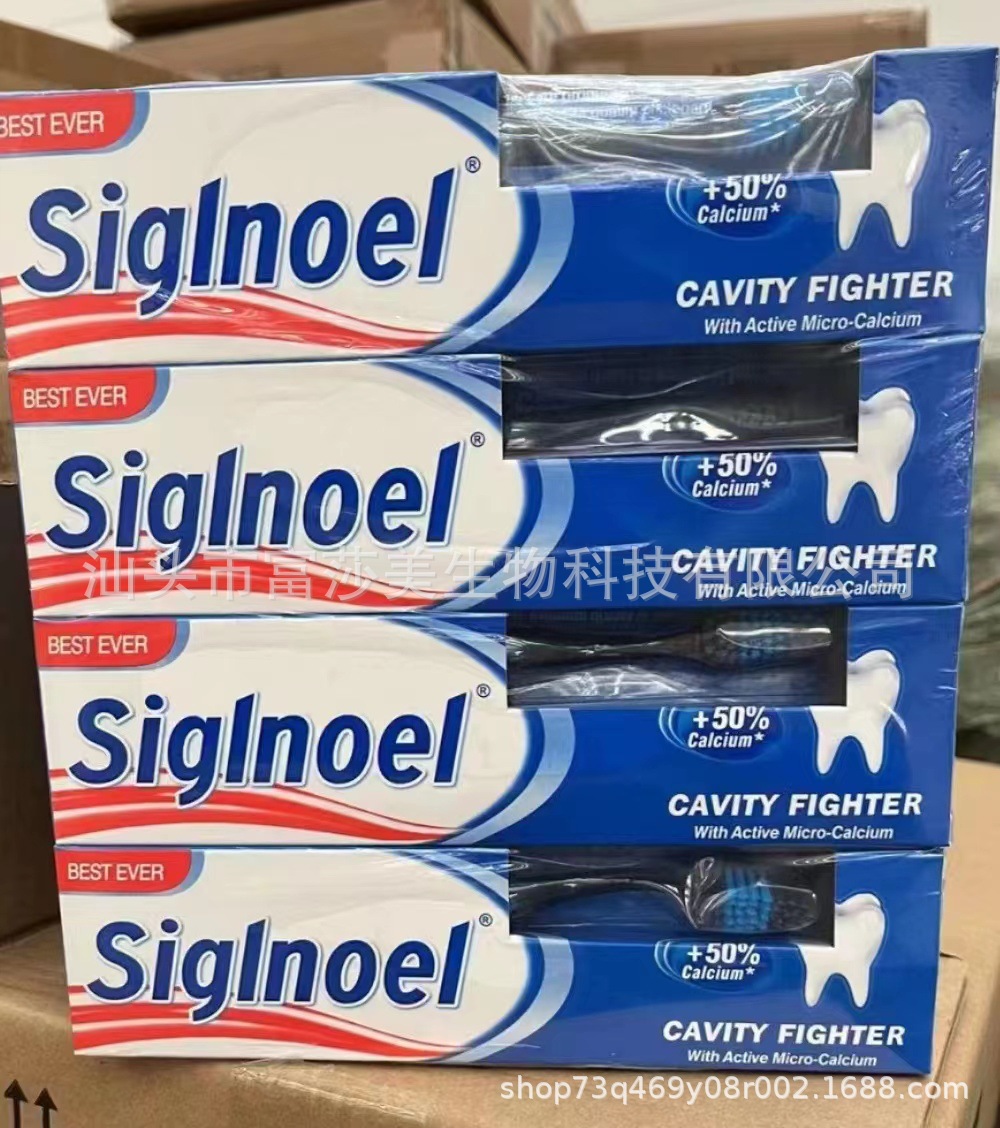 BEST EVER
Siglnoel®
+50%
Calcium*
CAVITY FIGHTER
With Active Micro-Calcium
BEST EVER
Siglnoel®
+50%
Calcium*
CAVITY FIGHTER
With Active Micro-Calcium
汕头市富莎美生物科技有限公司
BEST EVER
Siglnoel®
+50%
Calcium*
CAVITY FIGHTER
With Active Micro-Calcium
BEST EVER
Siglnoel®
+50%
Calcium*
CAVITY FIGHTER
With Active Micro-Calcium
shop73q469y08r002.1688.com